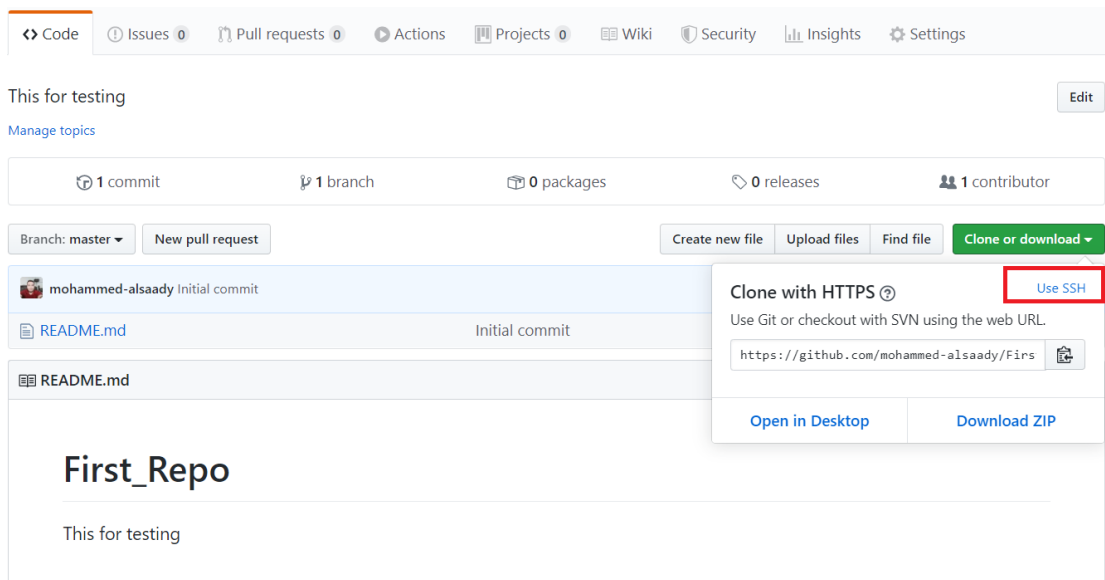 Code Issues 0 Pull requests 0 Actions Projects 0 Wiki Security Insights Settings
This for testing Edit
Manage topics
1 commit 1 branch 0 packages 0 releases 1 contributor
Branch: master New pull request Create new file Upload files Find file Clone or download
mohammed-alsaady Initial commit
README.md Initial commit
Clone with HTTPS Use SSH
Use Git or checkout with SVN using the web URL.
https://github.com/mohammed-alsaady/Firs
Open in Desktop Download ZIP
README.md
First_Repo
This for testing